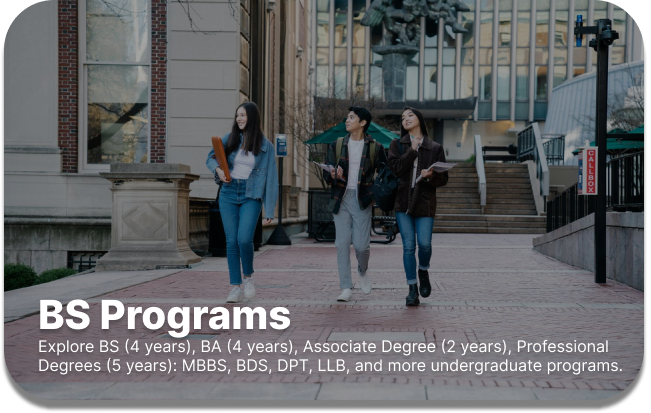 CALLBOX
BS Programs
Explore BS (4 years), BA (4 years), Associate Degree (2 years), Professional
Degrees (5 years): MBBS, BDS, DPT, LLB, and more undergraduate programs.